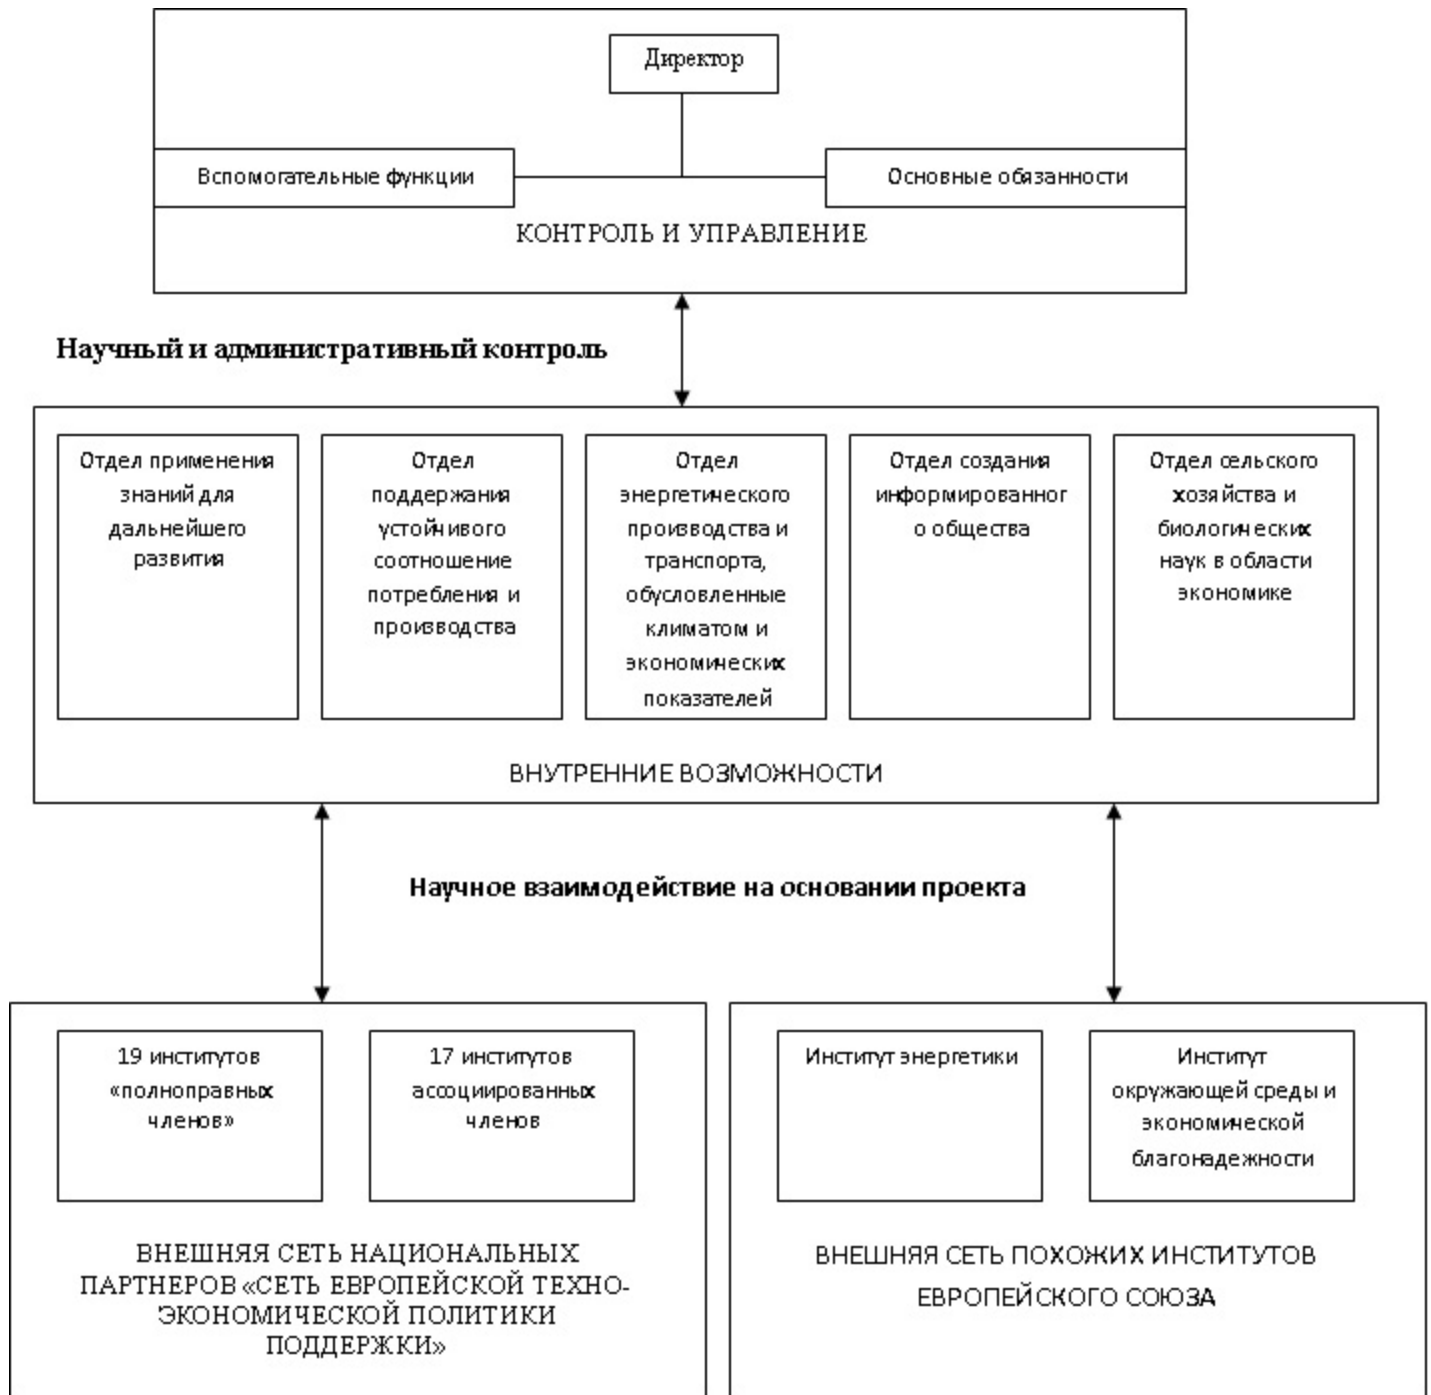 Директор
Вспомогательные функции
Основные обязанности
КОНТРОЛЬ И УПРАВЛЕНИЕ
Научный и административный контроль
Отдел применения
знаний для
дальнейшего
развития
Отдел
поддержания
устойчивого
соотношение
потребления и
производства
Отдел
энергетического
производства и
транспорта,
обусловленные
климатом и
экономических
показателей
Отдел создания
информированног
о общества
Отдел сельского
хозяйства и
биологических
наук в области
экономике
ВНУТРЕННИЕ ВОЗМОЖНОСТИ
Научное взаимодействие на основании проекта
19 институтов
«полноправных
членов»
17 институтов
ассоциированных
членов
ВНЕШНЯЯ СЕТЬ НАЦИОНАЛЬНЫХ
ПАРТНЕРОВ «СЕТЬ ЕВРОПЕЙСКОЙ ТЕХНО-
ЭКОНОМИЧЕСКОЙ ПОЛИТИКИ
ПОДДЕРЖКИ»
Институт энергетики
Институт
окружающей среды и
экономической
благонадежности
ВНЕШНЯЯ СЕТЬ ПОХОЖИХ ИНСТИТУТОВ
ЕВРОПЕЙСКОГО СОЮЗА